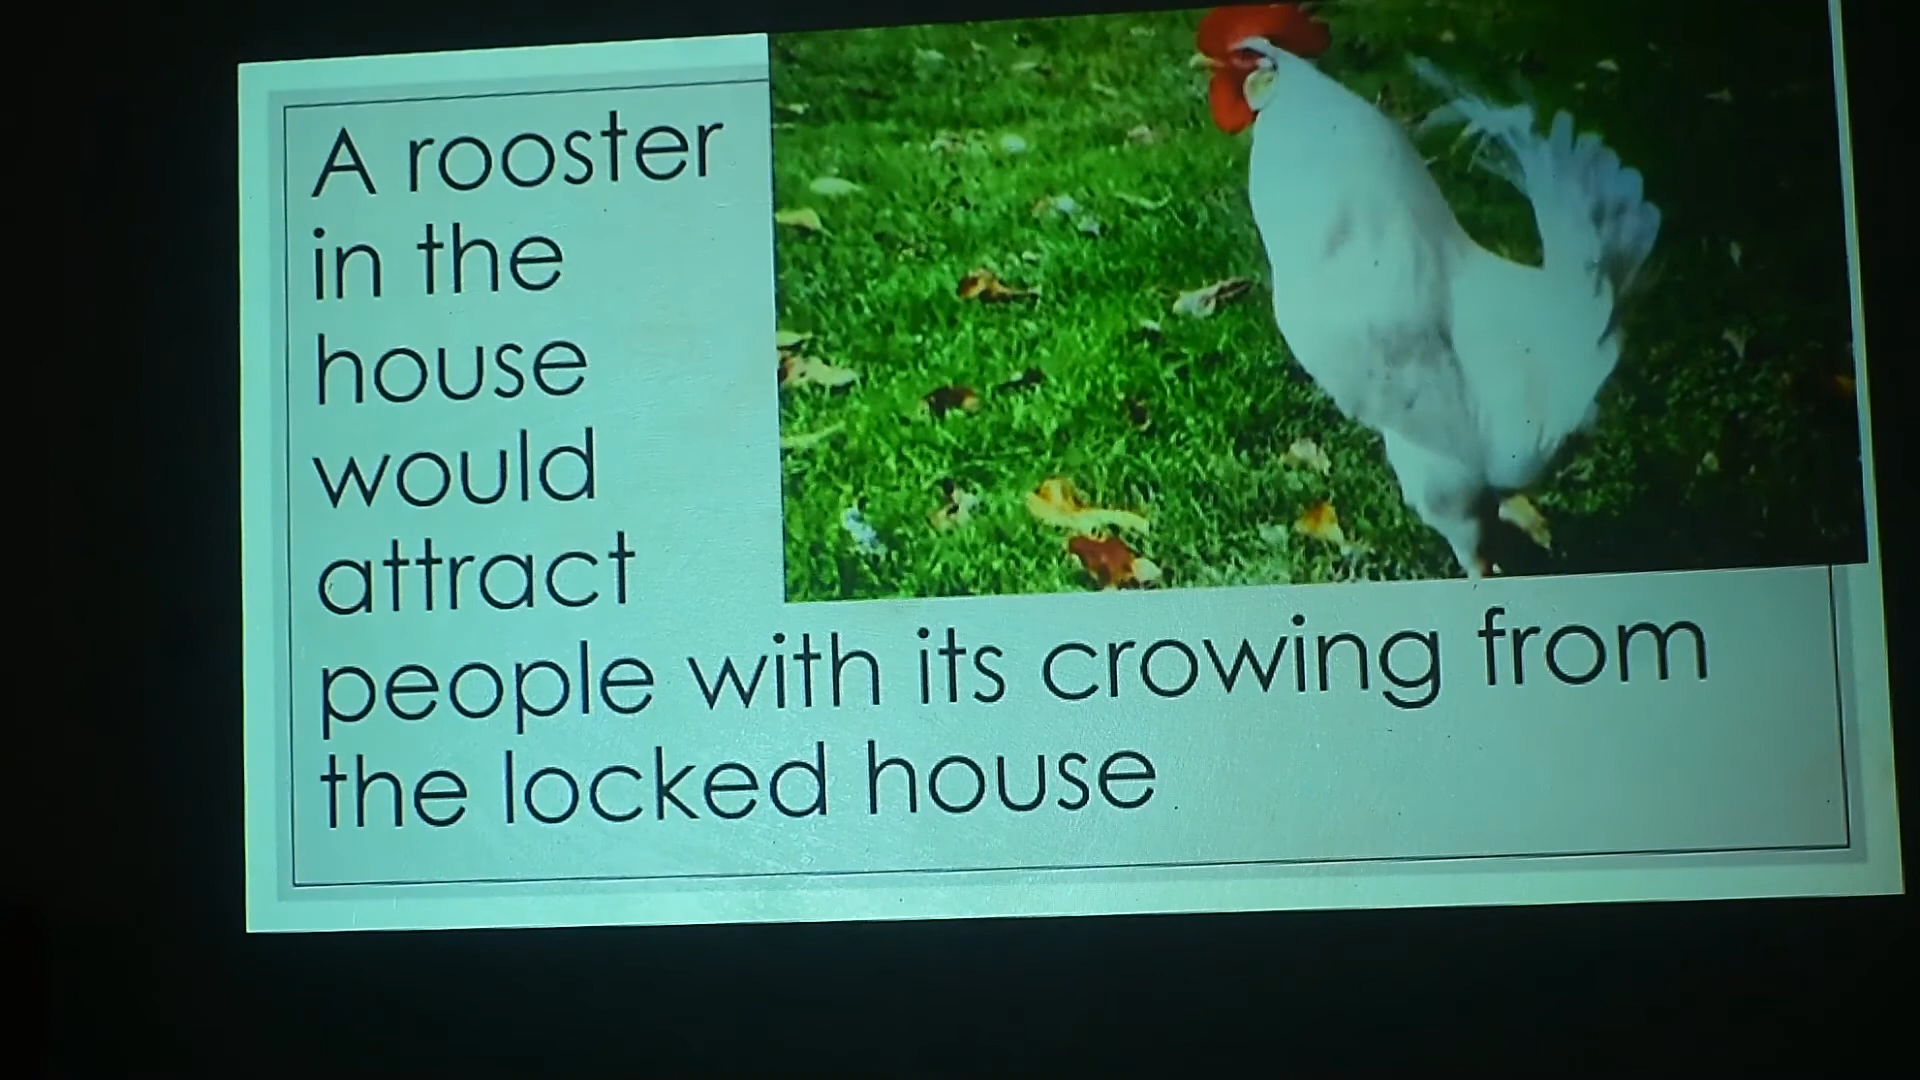 A rooster
in the
house
would
attract
people with its crowing from
the locked house